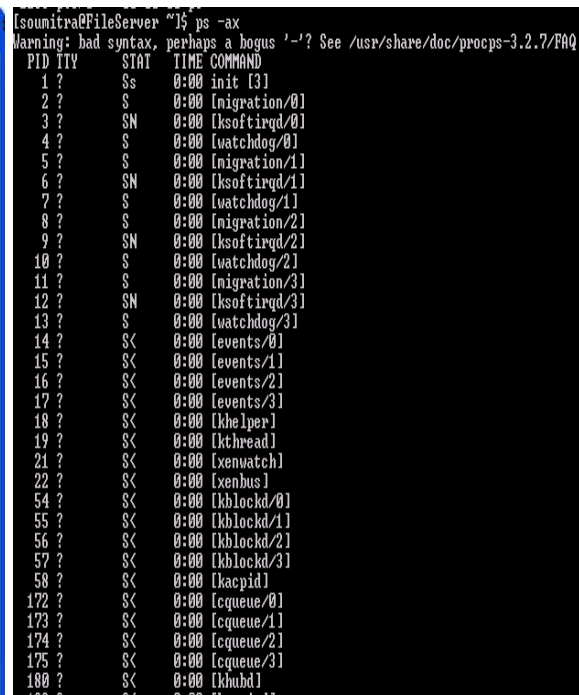 [soumitra@FileServer ~]$ ps -ax
Warning: bad syntax, perhaps a bogus '-'? See /usr/share/doc/procps-3.2.7/FAQ
PID TTY STAT TIME COMMAND
1 ? Ss 0:00 init [3]
2 ? S 0:00 [migration/0]
3 ? SN 0:00 [ksoftirqd/0]
4 ? S 0:00 [watchdog/0]
5 ? S 0:00 [migration/1]
6 ? SN 0:00 [ksoftirqd/1]
7 ? S 0:00 [watchdog/1]
8 ? S 0:00 [migration/2]
9 ? SN 0:00 [ksoftirqd/2]
10 ? S 0:00 [watchdog/2]
11 ? S 0:00 [migration/3]
12 ? SN 0:00 [ksoftirqd/3]
13 ? S 0:00 [watchdog/3]
14 ? S< 0:00 [events/0]
15 ? S< 0:00 [events/1]
16 ? S< 0:00 [events/2]
17 ? S< 0:00 [events/3]
18 ? S< 0:00 [khelper]
19 ? S< 0:00 [kthread]
21 ? S< 0:00 [xenwatch]
22 ? S< 0:00 [xenbus]
54 ? S< 0:00 [kblockd/0]
55 ? S< 0:00 [kblockd/1]
56 ? S< 0:00 [kblockd/2]
57 ? S< 0:00 [kblockd/3]
58 ? S< 0:00 [kacpid]
172 ? S< 0:00 [cqueue/0]
173 ? S< 0:00 [cqueue/1]
174 ? S< 0:00 [cqueue/2]
175 ? S< 0:00 [cqueue/3]
180 ? S< 0:00 [khubd]